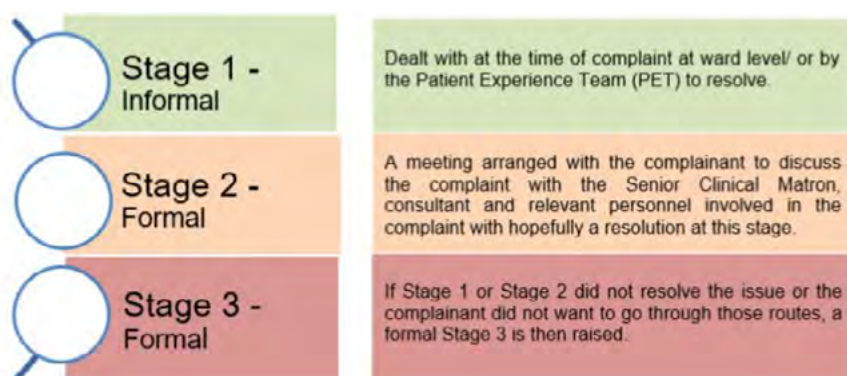 Stage 1 -
Informal
Dealt with at the time of complaint at ward level/ or by
the Patient Experience Team (PET) to resolve.
Stage 2 -
Formal
A meeting arranged with the complainant to discuss
the complaint with the Senior Clinical Matron,
consultant and relevant personnel involved in the
complaint with hopefully a resolution at this stage.
Stage 3 -
Formal
If Stage 1 or Stage 2 did not resolve the issue or the
complainant did not want to go through those routes, a
formal Stage 3 is then raised.